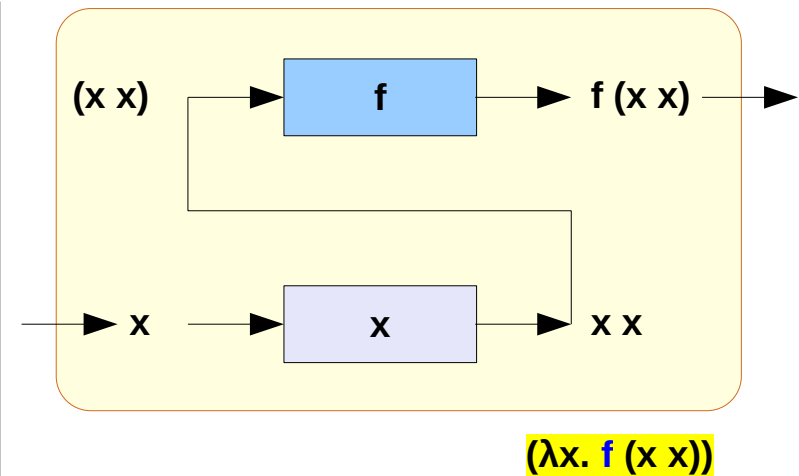 (x x) f f (x x)
x x x x
(λx. f (x x))